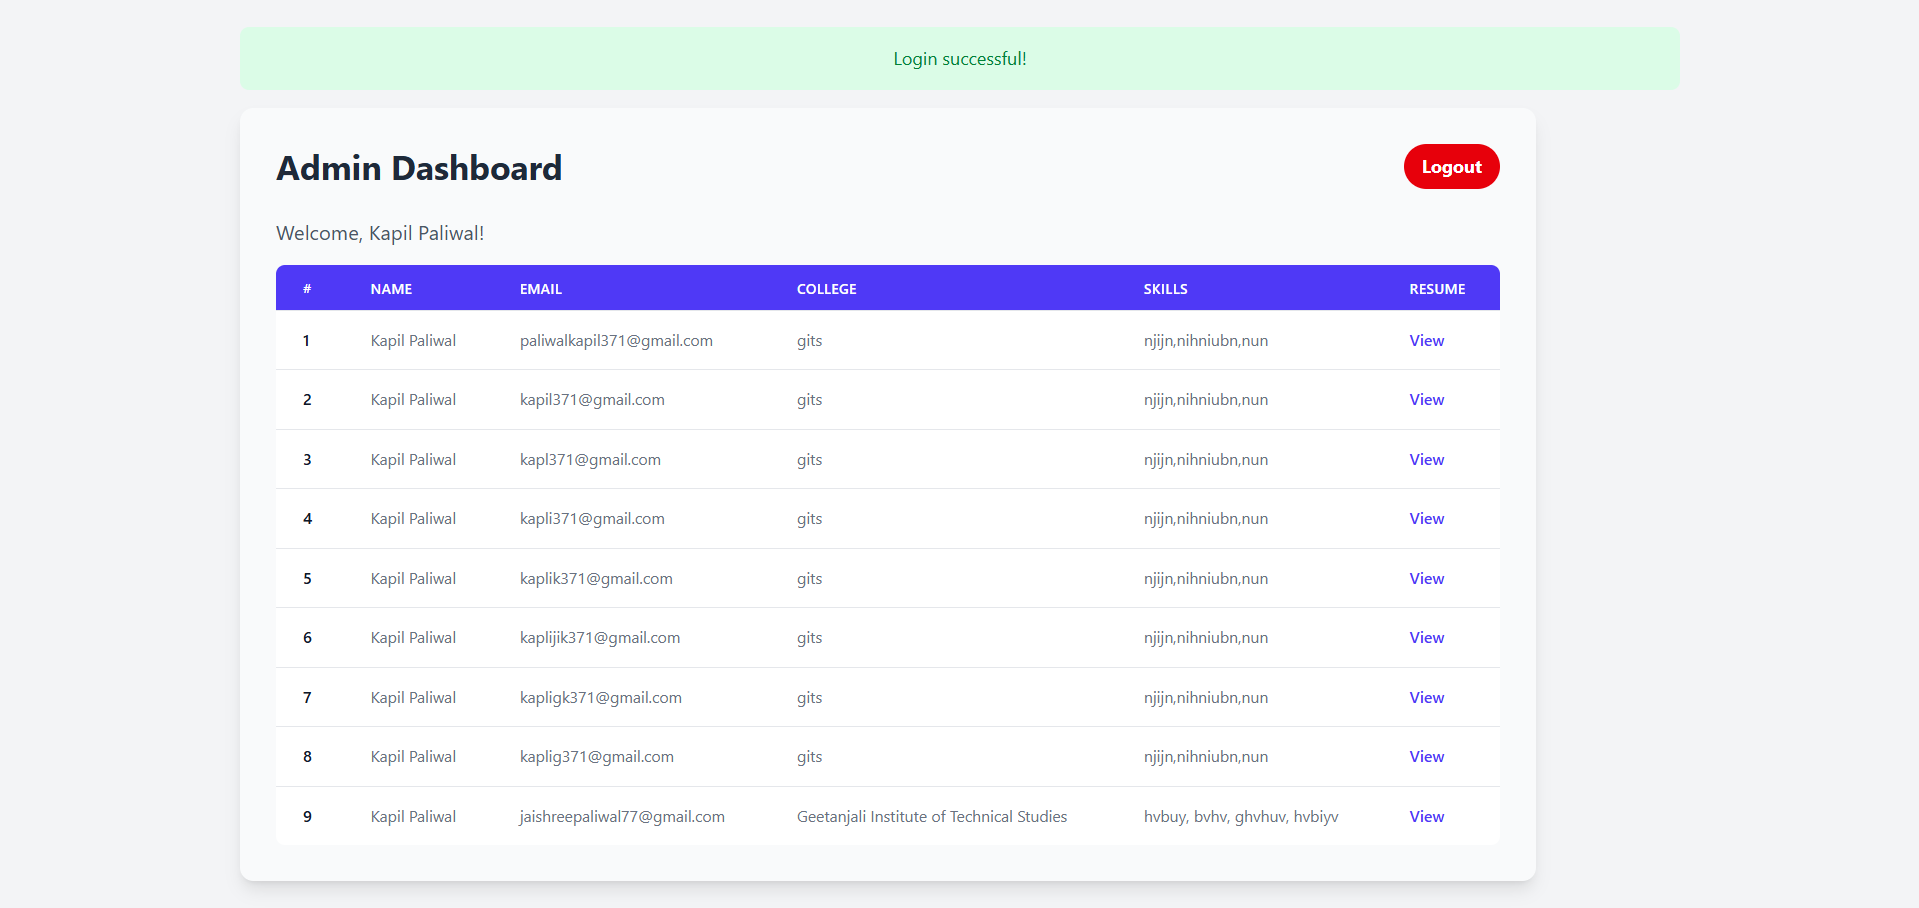 Login successful!
Admin Dashboard
Logout
Welcome, Kapil Paliwal!
# NAME EMAIL COLLEGE SKILLS RESUME
1 Kapil Paliwal paliwalkapil371@gmail.com gits njijn,nihniubn,nun View
2 Kapil Paliwal kapil371@gmail.com gits njijn,nihniubn,nun View
3 Kapil Paliwal kapl371@gmail.com gits njijn,nihniubn,nun View
4 Kapil Paliwal kapli371@gmail.com gits njijn,nihniubn,nun View
5 Kapil Paliwal kaplik371@gmail.com gits njijn,nihniubn,nun View
6 Kapil Paliwal kaplijik371@gmail.com gits njijn,nihniubn,nun View
7 Kapil Paliwal kapligk371@gmail.com gits njijn,nihniubn,nun View
8 Kapil Paliwal kaplig371@gmail.com gits njijn,nihniubn,nun View
9 Kapil Paliwal jaishreepaliwal77@gmail.com Geetanjali Institute of Technical Studies hvbuy, bvhv, ghvhuv, hvbiyv View